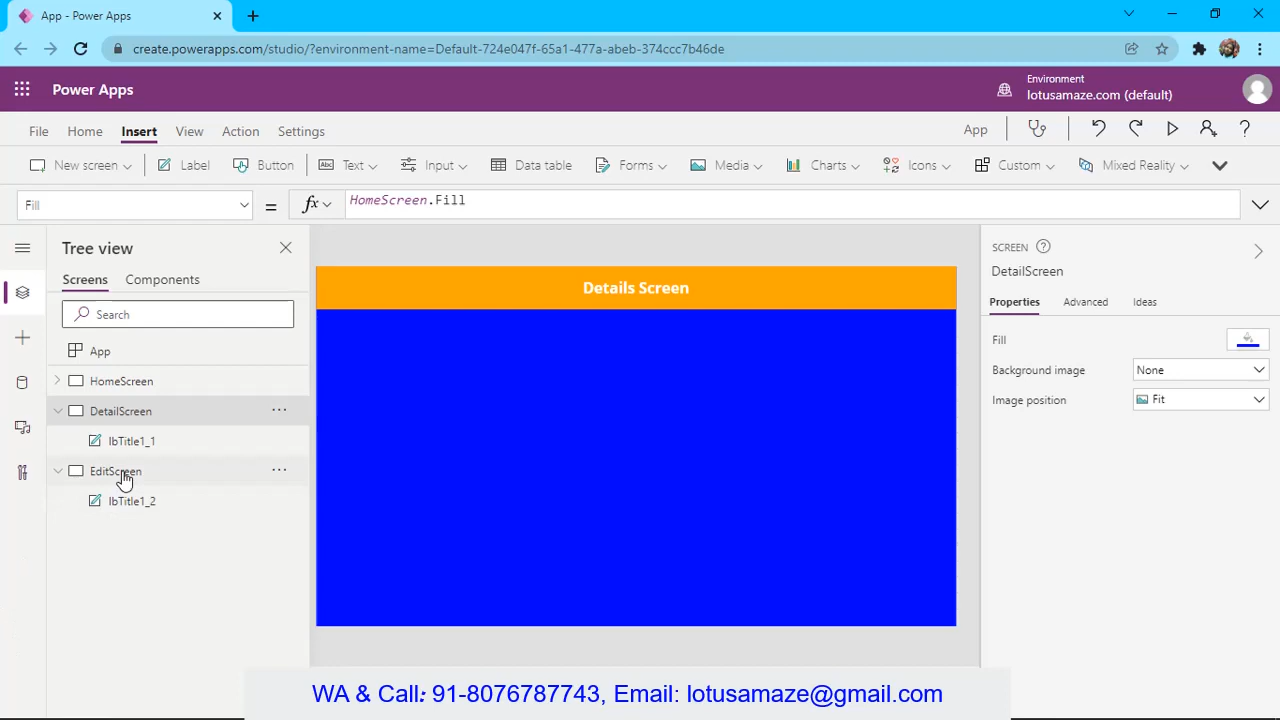 App - Power Apps
create.powerapps.com/studio/?environment-name=Default-724e047f-65a1-477a-abeb-374ccc7b46de
Power Apps
Environment
lotusamaze.com (default)
File Home Insert View Action Settings App
New screen Label Button Abc Text Input Data table Forms Media Charts Icons Custom Mixed Reality
Fill = fx HomeScreen.Fill
Tree view
Screens Components
Search
App
HomeScreen
DetailScreen
lbTitle1_1
EditScreen
lbTitle1_2
Details Screen
SCREEN
DetailScreen
Properties Advanced Ideas
Fill
Background image None
Image position Fit
WA & Call: 91-8076787743, Email: lotusamaze@gmail.com